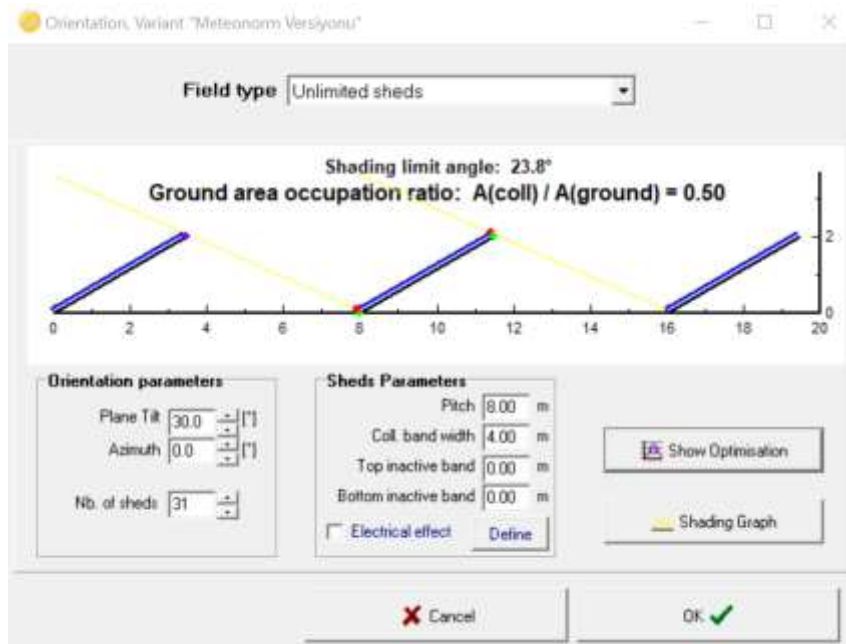 Orientation, Variant "Meteonorm Versiyonu"
Field type Unlimited sheds
Shading limit angle: 23.8°
Ground area occupation ratio: A(coll) / A(ground) = 0.50
2
0
0 2 4 6 8 10 12 14 16 18 20
Orientation parameters
Plane Tilt 30.0 [°]
Azimuth 0.0 [°]
Nb. of sheds 31
Sheds Parameters
Pitch 8.00 m
Coll. band width 4.00 m
Top inactive band 0.00 m
Bottom inactive band 0.00 m
Electrical effect Define
Show Optimisation
Shading Graph
Cancel
OK